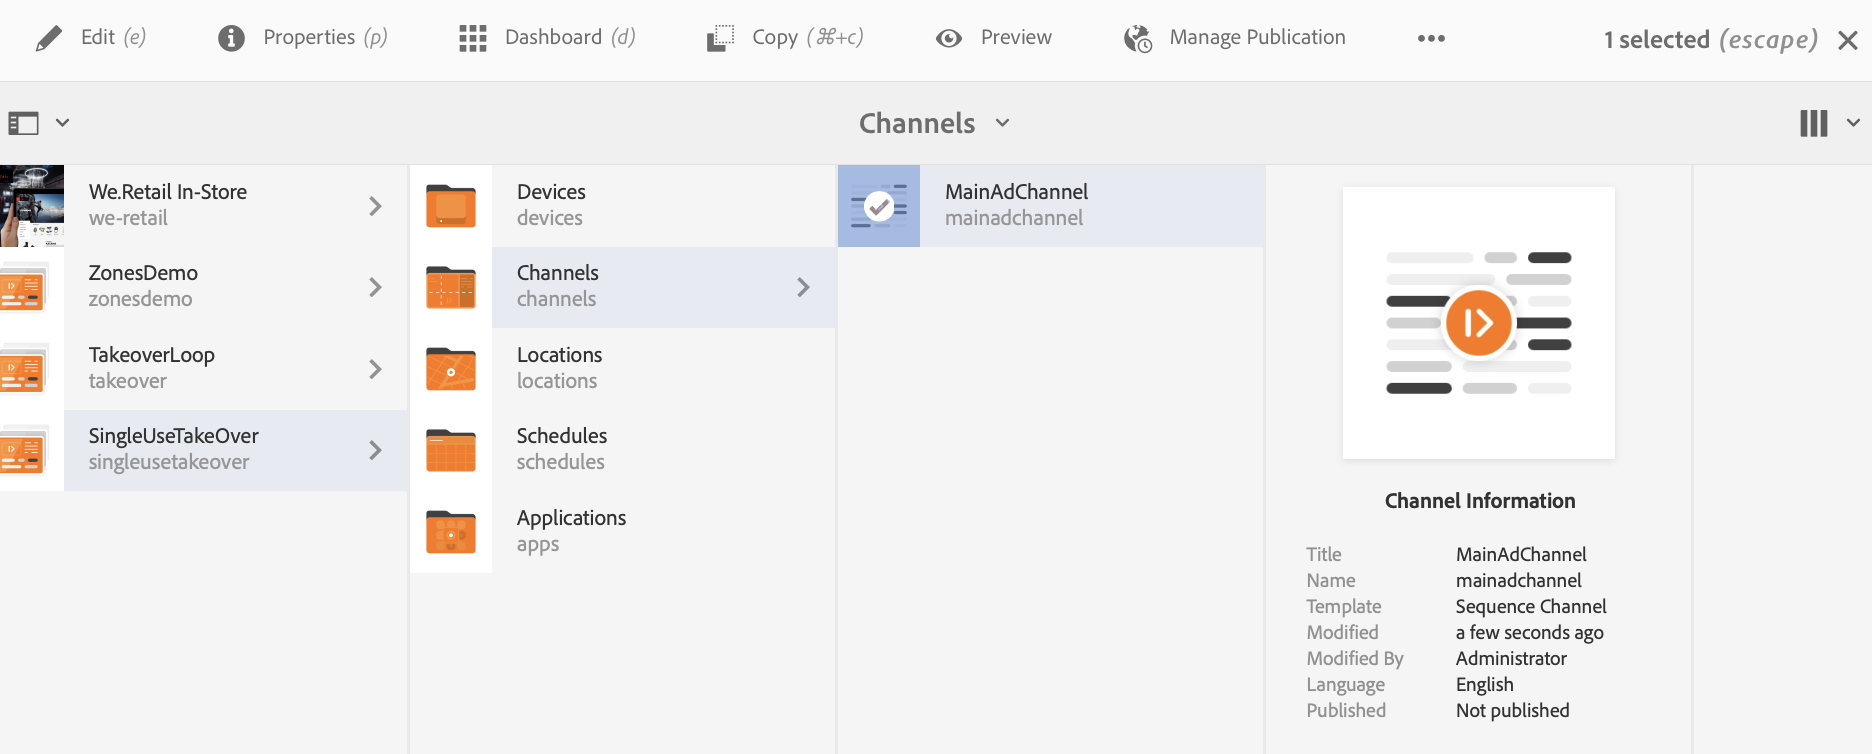 Edit (e) Properties (p) Dashboard (d) Copy (⌘+c) Preview Manage Publication 1 selected (escape)
Channels
We.Retail In-Store
we-retail
ZonesDemo
zonesdemo
TakeoverLoop
takeover
SingleUseTakeOver
singleusetakeover
Devices
devices
Channels
channels
Locations
locations
Schedules
schedules
Applications
apps
MainAdChannel
mainadchannel
Channel Information
Title MainAdChannel
Name mainadchannel
Template Sequence Channel
Modified a few seconds ago
Modified By Administrator
Language English
Published Not published